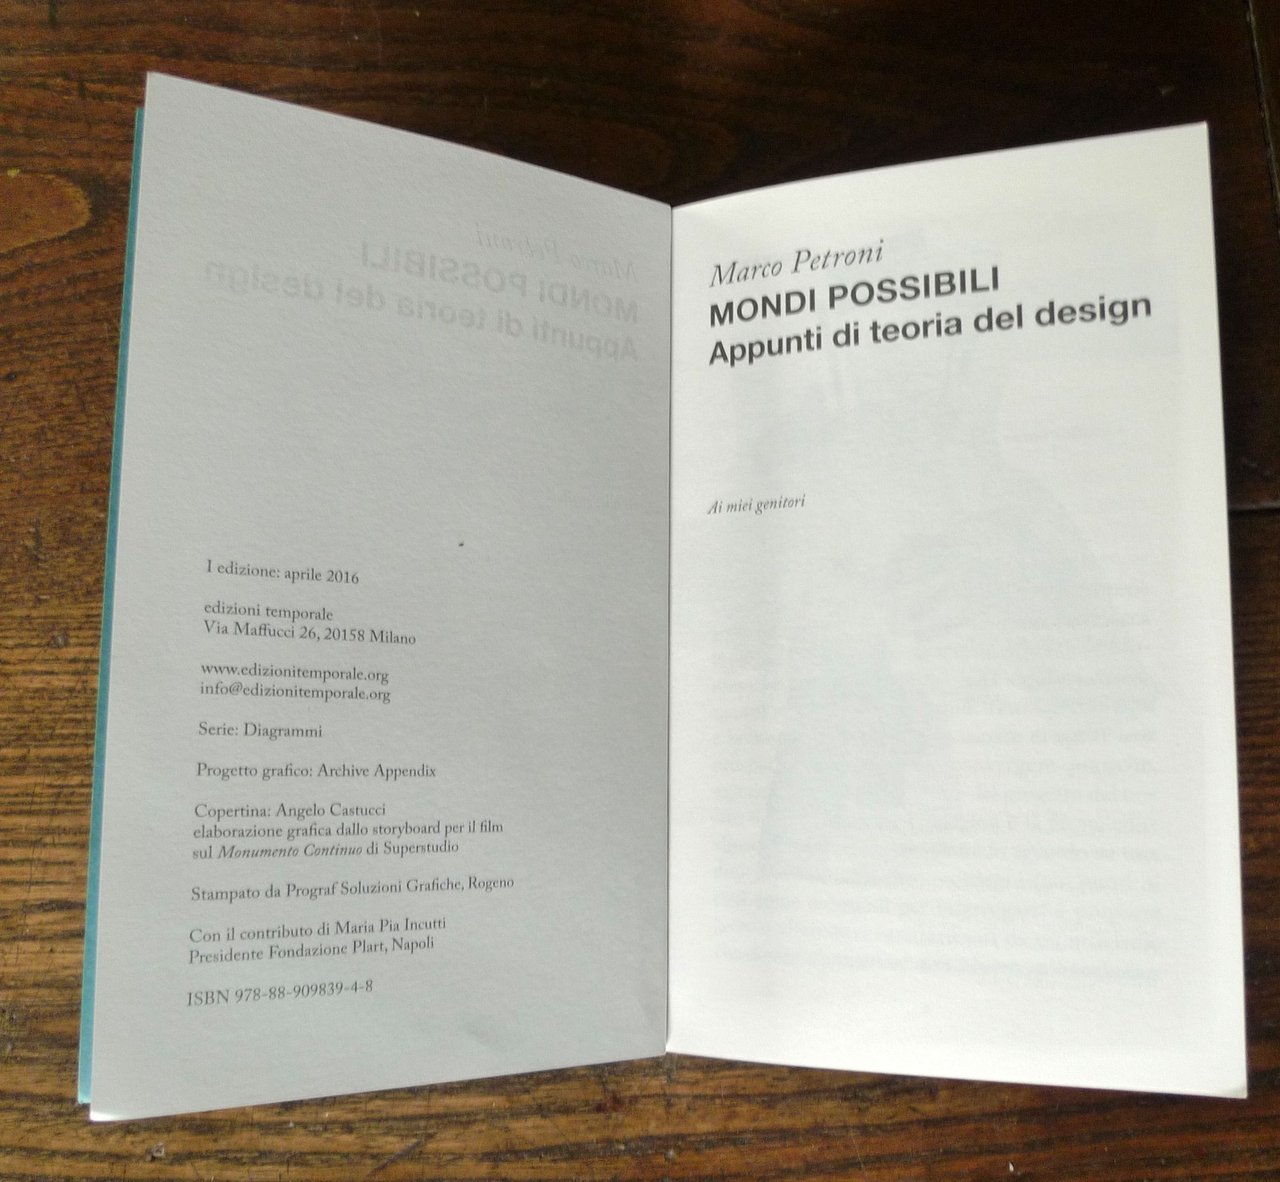 I edizione: aprile 2016
edizioni temporale
Via Maffucci 26, 20158 Milano
www.edizionitemporale.org
info@edizionitemporale.org
Serie: Diagrammi
Progetto grafico: Archive Appendix
Copertina: Angelo Castucci
elaborazione grafica dallo storyboard per il film
sul Monumento Continuo di Superstudio
Stampato da Prograf Soluzioni Grafiche, Rogeno
Con il contributo di Maria Pia Incutti
Presidente Fondazione Plart, Napoli
ISBN 978-88-909839-4-8
Marco Petroni
MONDI POSSIBILI
Appunti di teoria del design
Ai miei genitori